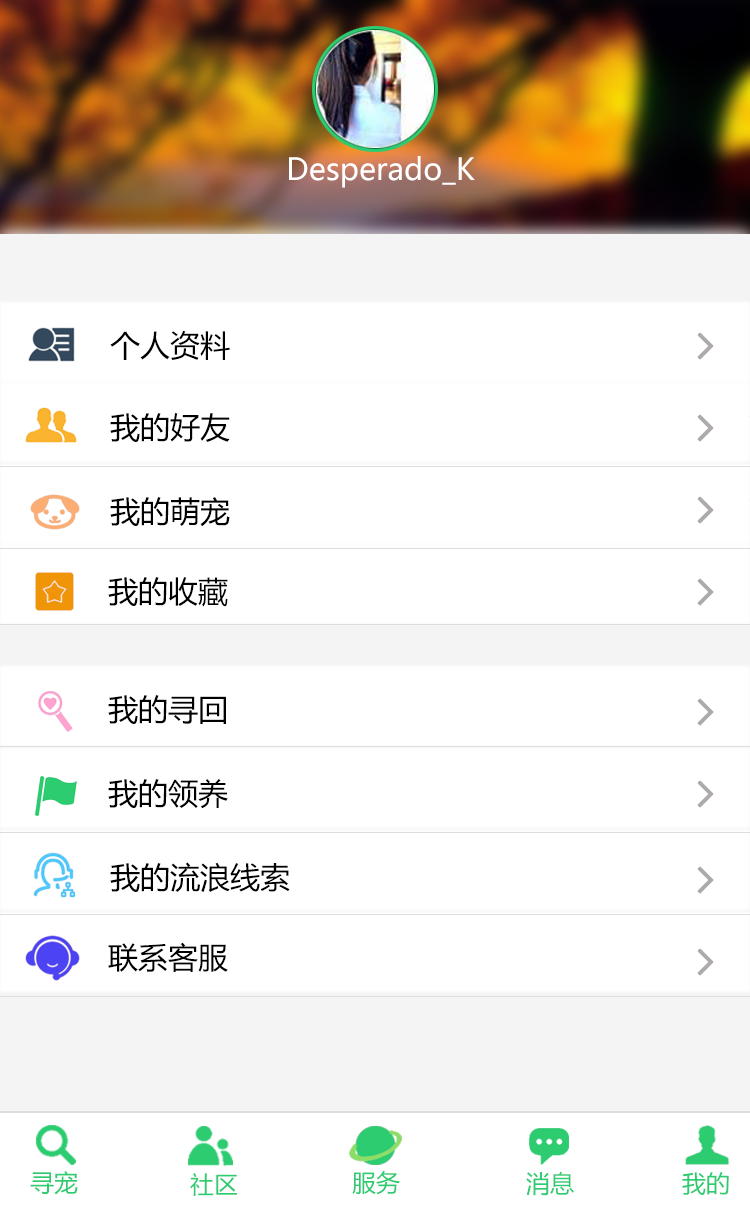 Desperado_K
个人资料
我的好友
我的萌宠
我的收藏
我的寻回
我的领养
我的流浪线索
联系客服
寻宠
社区
服务
消息
我的